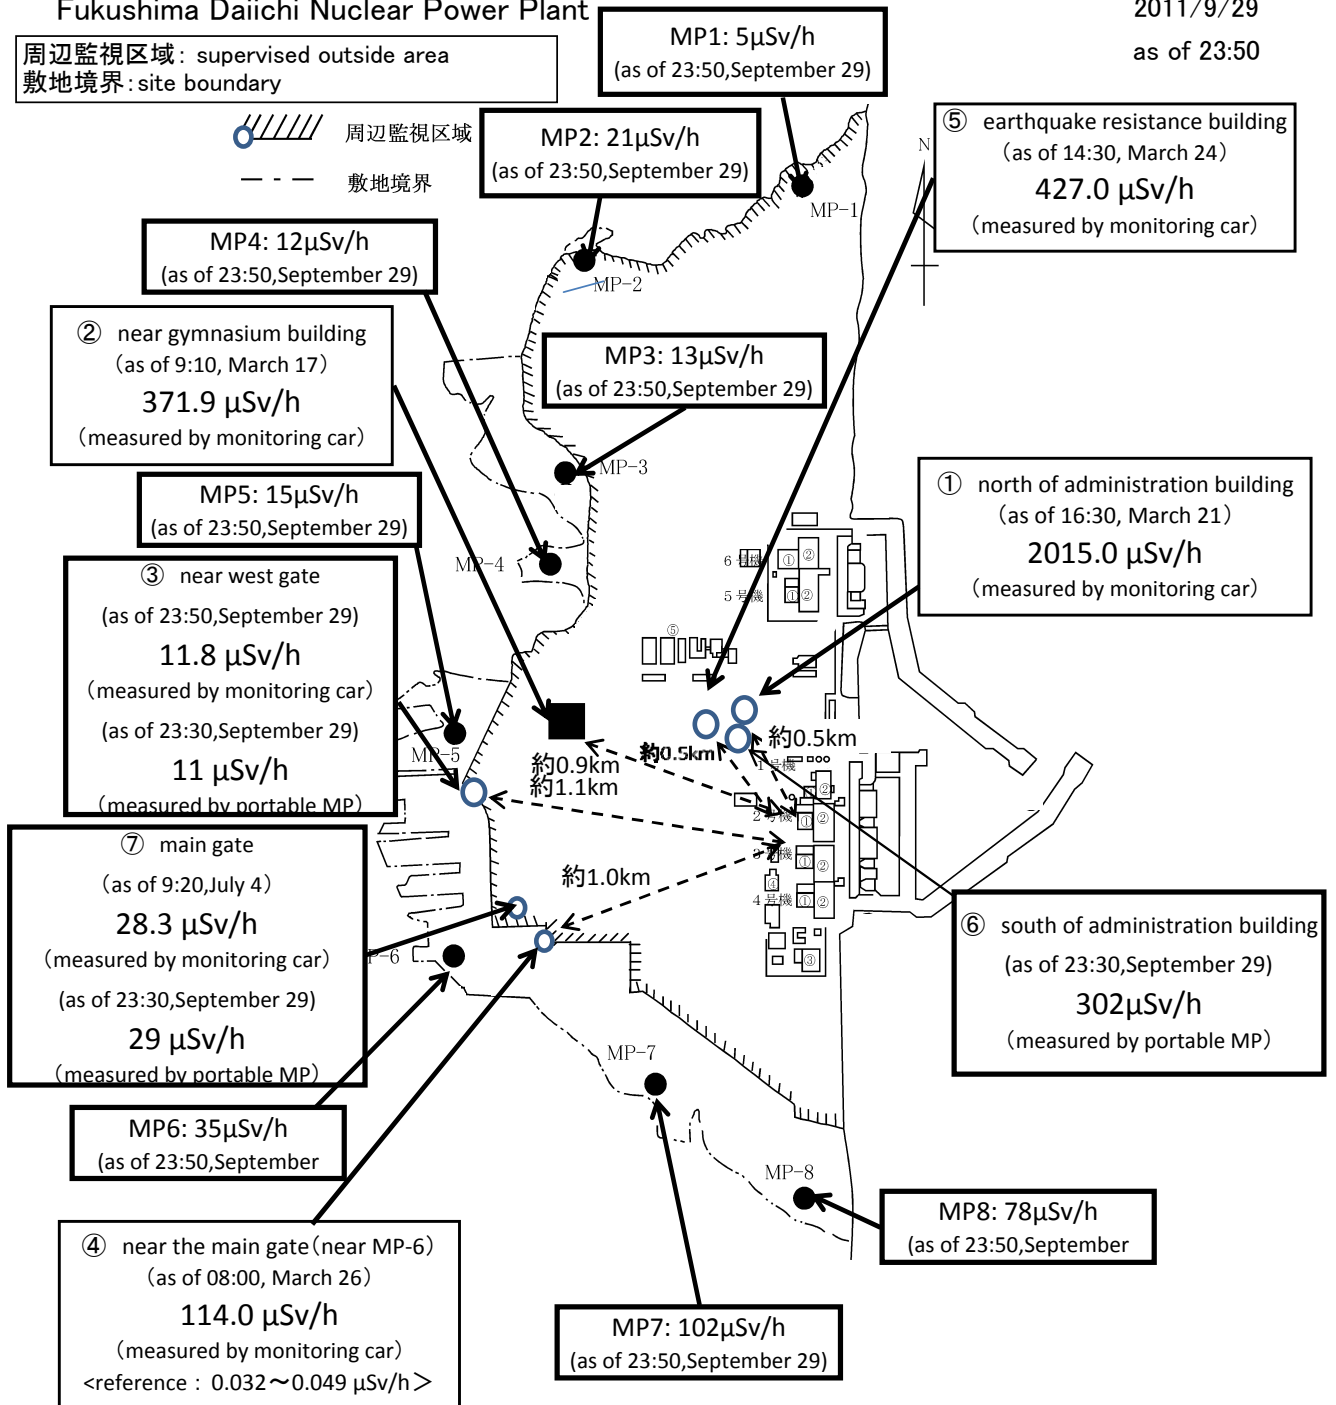 Fukushima Daiichi Nuclear Power Plant
2011/9/29
as of 23:50
周辺監視区域: supervised outside area
敷地境界:site boundary
周辺監視区域
敷地境界
MP1: 5μSv/h
(as of 23:50,September 29)
MP2: 21μSv/h
(as of 23:50,September 29)
⑤ earthquake resistance building
(as of 14:30, March 24)
427.0 μSv/h
(measured by monitoring car)
N
MP-1
MP4: 12μSv/h
(as of 23:50,September 29)
MP-2
② near gymnasium building
(as of 9:10, March 17)
371.9 μSv/h
(measured by monitoring car)
MP3: 13μSv/h
(as of 23:50,September 29)
MP-3
MP5: 15μSv/h
(as of 23:50,September 29)
① north of administration building
(as of 16:30, March 21)
2015.0 μSv/h
(measured by monitoring car)
MP-4
6号機
① ②
5号機
① ②
③ near west gate
(as of 23:50,September 29)
11.8 μSv/h
(measured by monitoring car)
(as of 23:30,September 29)
11 μSv/h
(measured by portable MP)
⑤
MP-5
約0.9km
約1.1km
約0.5km
約0.5km
1号機
②
2号機
① ②
3号機
① ②
④
4号機
① ②
③
約1.0km
⑦ main gate
(as of 9:20,July 4)
28.3 μSv/h
(measured by monitoring car)
(as of 23:30,September 29)
29 μSv/h
(measured by portable MP)
P-6
⑥ south of administration building
(as of 23:30,September 29)
302μSv/h
(measured by portable MP)
MP-7
MP6: 35μSv/h
(as of 23:50,September
MP-8
MP8: 78μSv/h
(as of 23:50,September
④ near the main gate(near MP-6)
(as of 08:00, March 26)
114.0 μSv/h
(measured by monitoring car)
<reference : 0.032～0.049 μSv/h>
MP7: 102μSv/h
(as of 23:50,September 29)